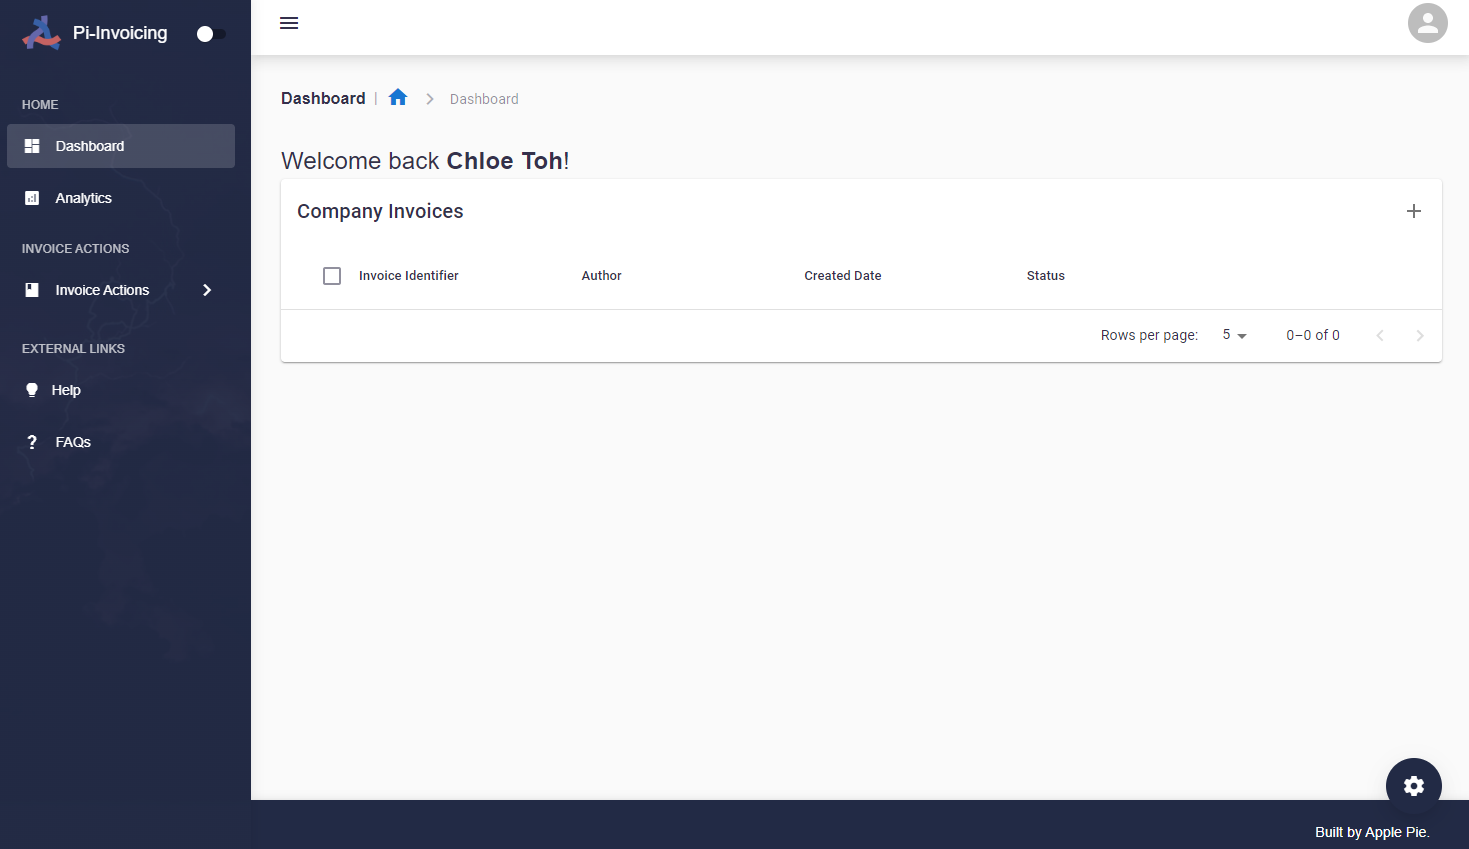 Pi-Invoicing
HOME
Dashboard
Analytics
INVOICE ACTIONS
Invoice Actions
EXTERNAL LINKS
Help
FAQs
Dashboard | Dashboard
Welcome back Chloe Toh!
Company Invoices
Invoice Identifier Author Created Date Status
Rows per page: 5 0–0 of 0
Built by Apple Pie.